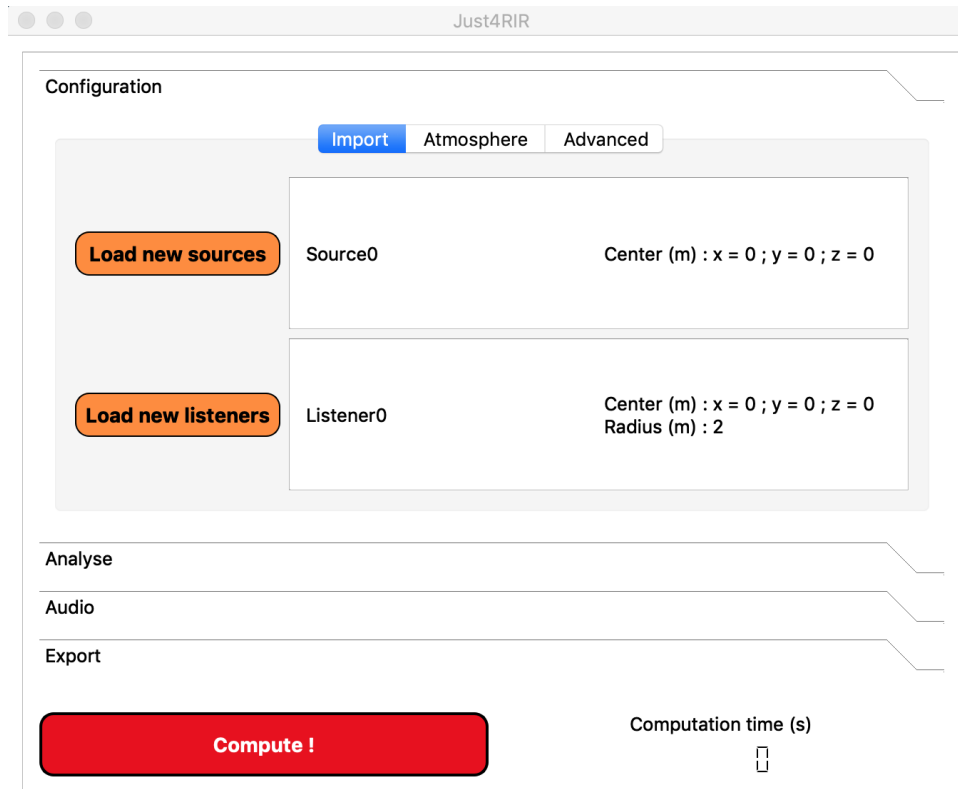 Just4RIR
Configuration
Import Atmosphere Advanced
Load new sources
Source0
Center (m) : x = 0 ; y = 0 ; z = 0
Load new listeners
Listener0
Center (m) : x = 0 ; y = 0 ; z = 0
Radius (m) : 2
Analyse
Audio
Export
Compute !
Computation time (s)
0